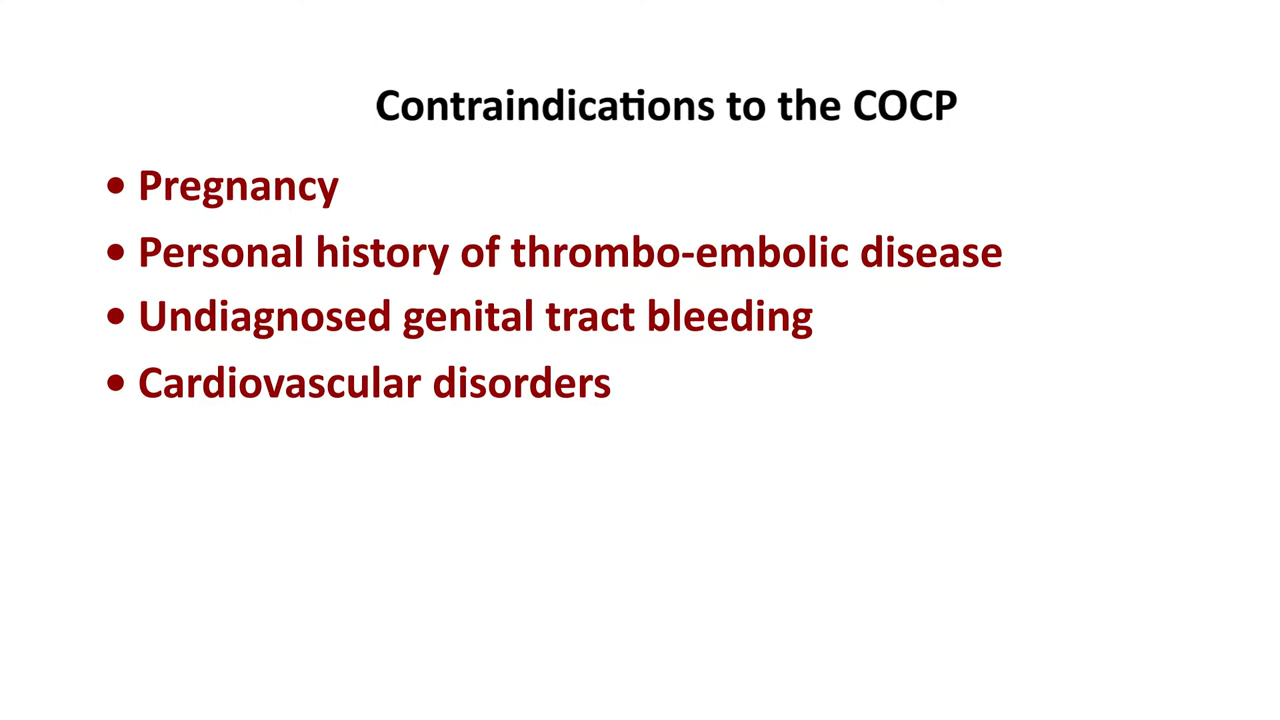 Contraindications to the COCP
• Pregnancy
• Personal history of thrombo-embolic disease
• Undiagnosed genital tract bleeding
• Cardiovascular disorders